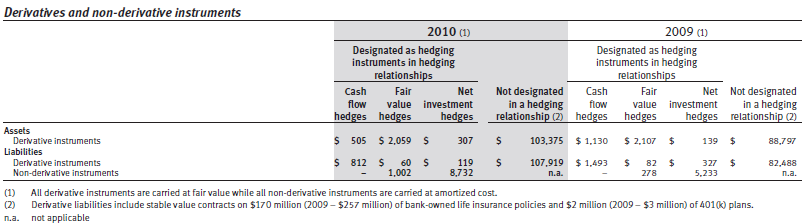 Derivatives and non-derivative instruments
2010 (1) 2009 (1)
Designated as hedging Designated as hedging
instruments in hedging instruments in hedging
relationships relationships
Cash Fair Net Not designated Cash Fair Net Not designated
flow value investment in a hedging flow value investment in a hedging
hedges hedges hedges relationship (2) hedges hedges hedges relationship (2)
Assets
Derivative instruments $ 505 $ 2,059 $ 307 $ 103,375 $ 1,130 $ 2,107 $ 139 $ 88,797
Liabilities
Derivative instruments $ 812 $ 60 $ 119 $ 107,919 $ 1,493 $ 82 $ 327 $ 82,488
Non-derivative instruments – 1,002 8,732 n.a. – 278 5,233 n.a.
(1) All derivative instruments are carried at fair value while all non-derivative instruments are carried at amortized cost.
(2) Derivative liabilities include stable value contracts on $170 million (2009 – $257 million) of bank-owned life insurance policies and $2 million (2009 – $3 million) of 401(k) plans.
n.a. not applicable